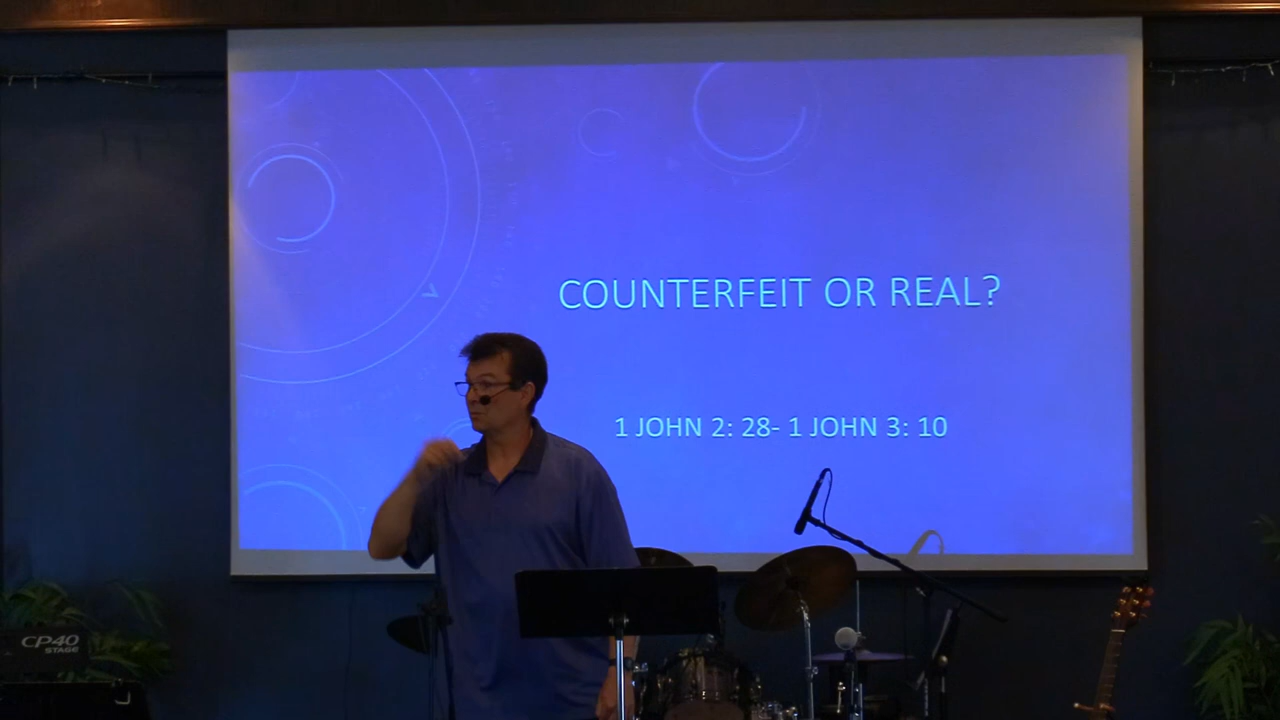 COUNTERFEIT OR REAL?
1 JOHN 2: 28- 1 JOHN 3: 10
CP40
STAGE